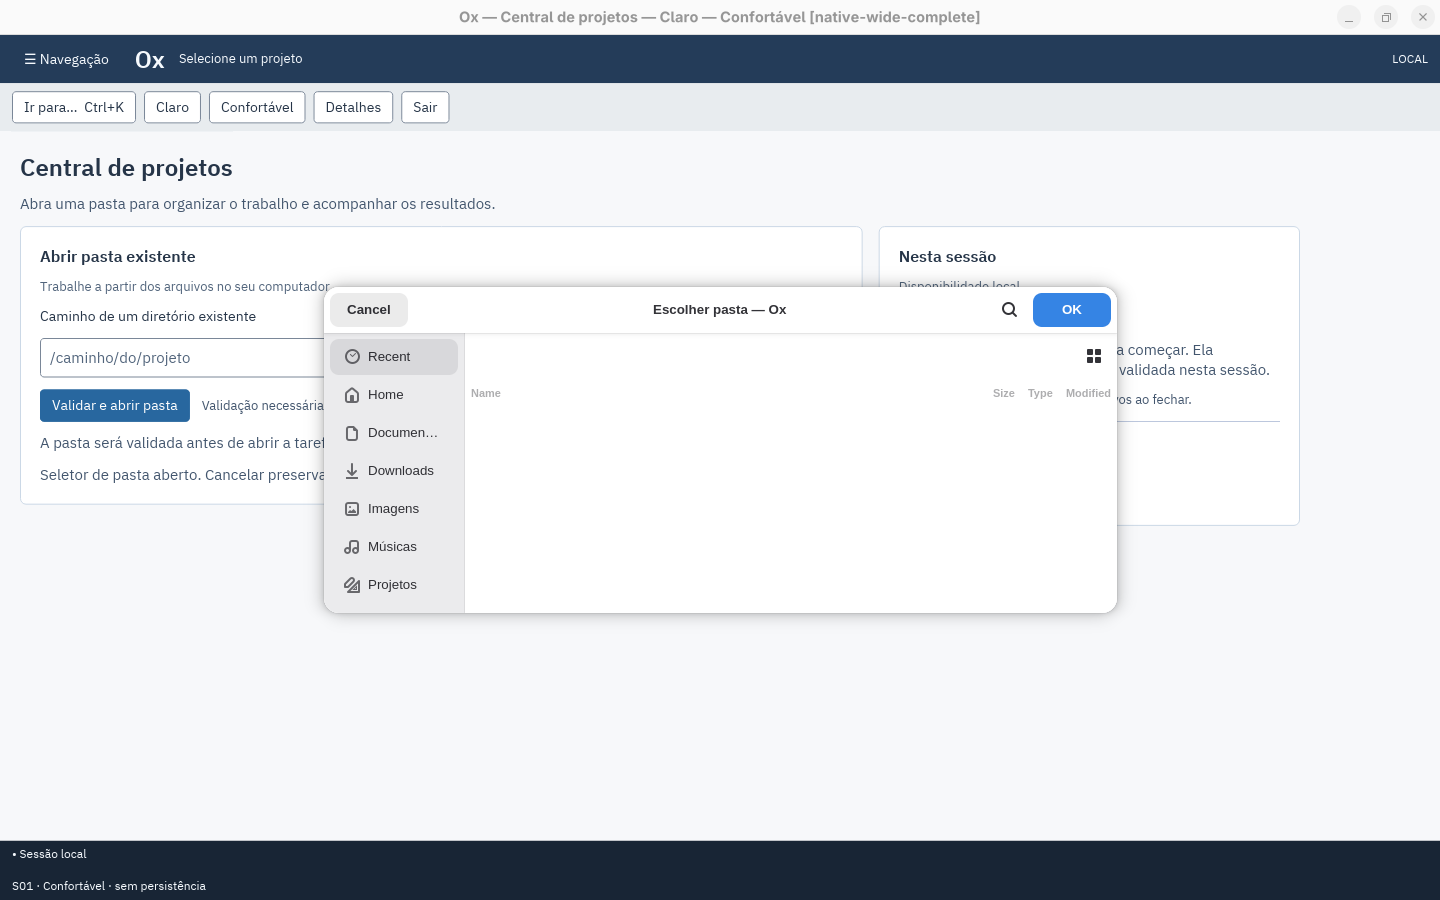 Ox — Central de projetos — Claro — Confortável [native-wide-complete]
☰ Navegação
Ox
Selecione um projeto
LOCAL
Ir para... Ctrl+K
Claro
Confortável
Detalhes
Sair
Central de projetos
Abra uma pasta para organizar o trabalho e acompanhar os resultados.
Abrir pasta existente
Trabalhe a partir dos arquivos no seu computador
Caminho de um diretório existente
/caminho/do/projeto
Validar e abrir pasta
Validação necessária
A pasta será validada antes de abrir a
Seletor de pasta aberto. Cancelar
Nesta sessão
Disponibilidade local
a começar. Ela
validada nesta sessão.
ao fechar.
Cancel
Escolher pasta — Ox
OK
Recent
Home
Documen...
Downloads
Imagens
Músicas
Projetos
Name
Size
Type
Modified
• Sessão local
S01 · Confortável · sem persistência